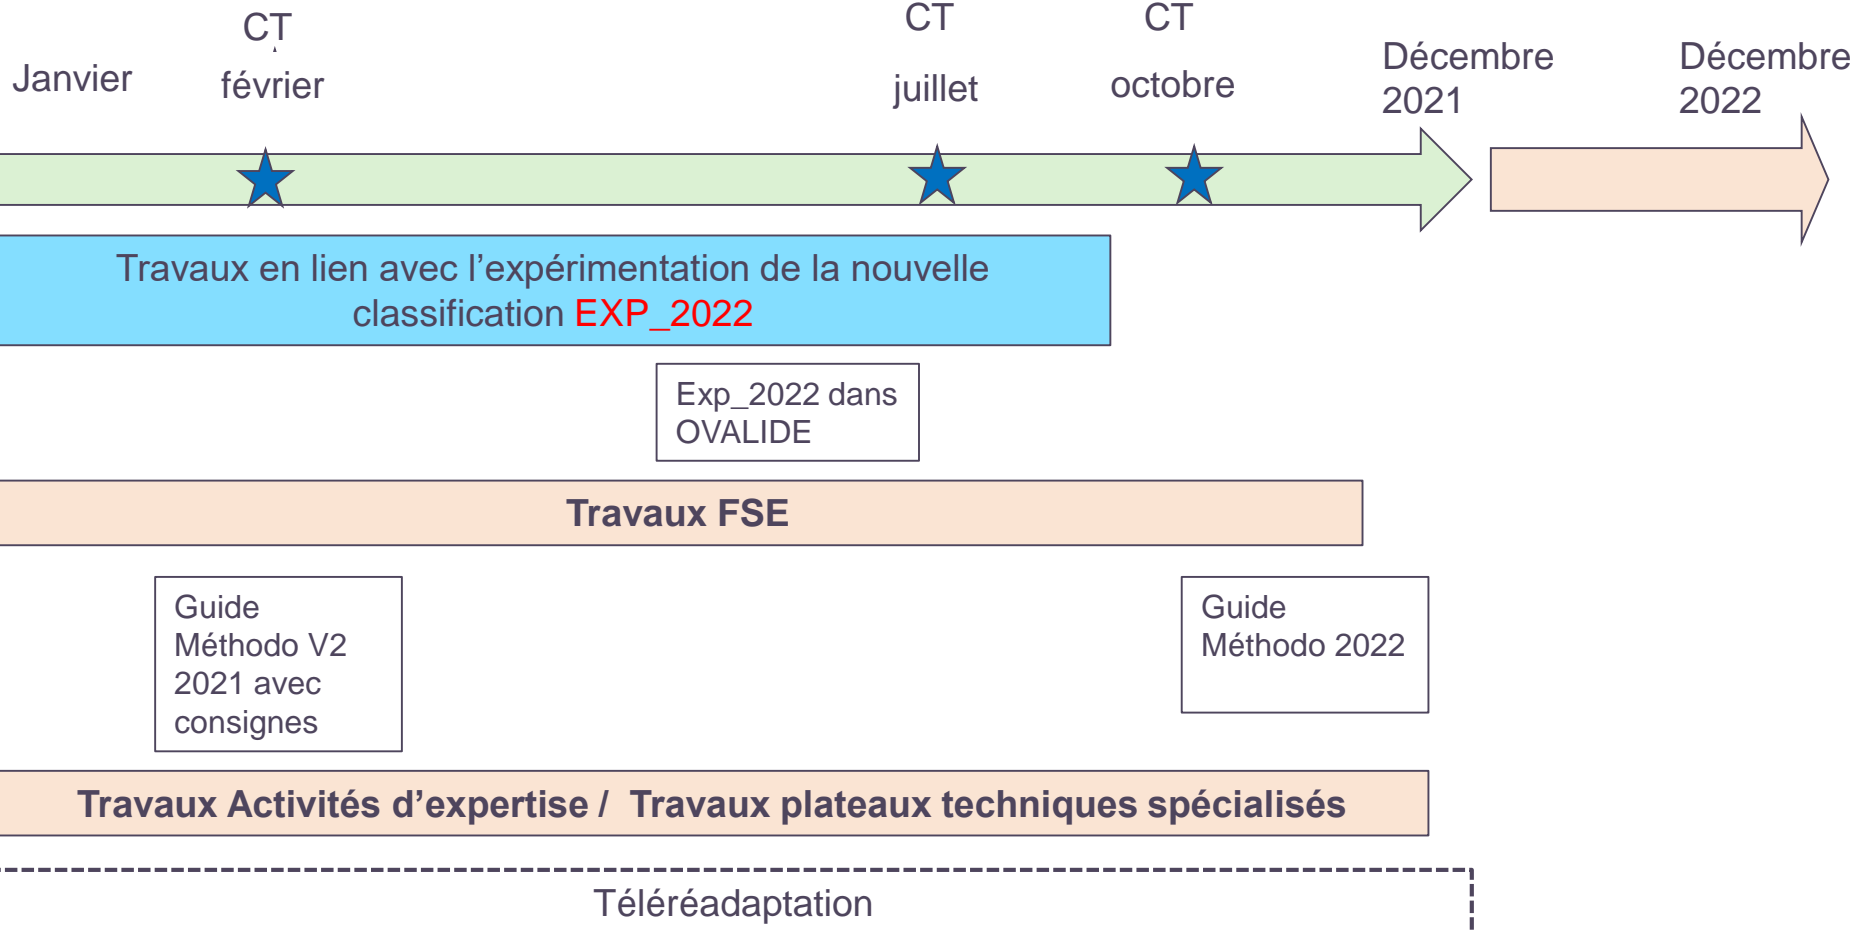 CT
CT
CT
Janvier
février
juillet
octobre
Décembre
2021
Décembre
2022
Travaux en lien avec l’expérimentation de la nouvelle
classification EXP_2022
Exp_2022 dans
OVALIDE
Travaux FSE
Guide
Méthodo V2
2021 avec
consignes
Guide
Méthodo 2022
Travaux Activités d’expertise / Travaux plateaux techniques spécialisés
Téléréadaptation